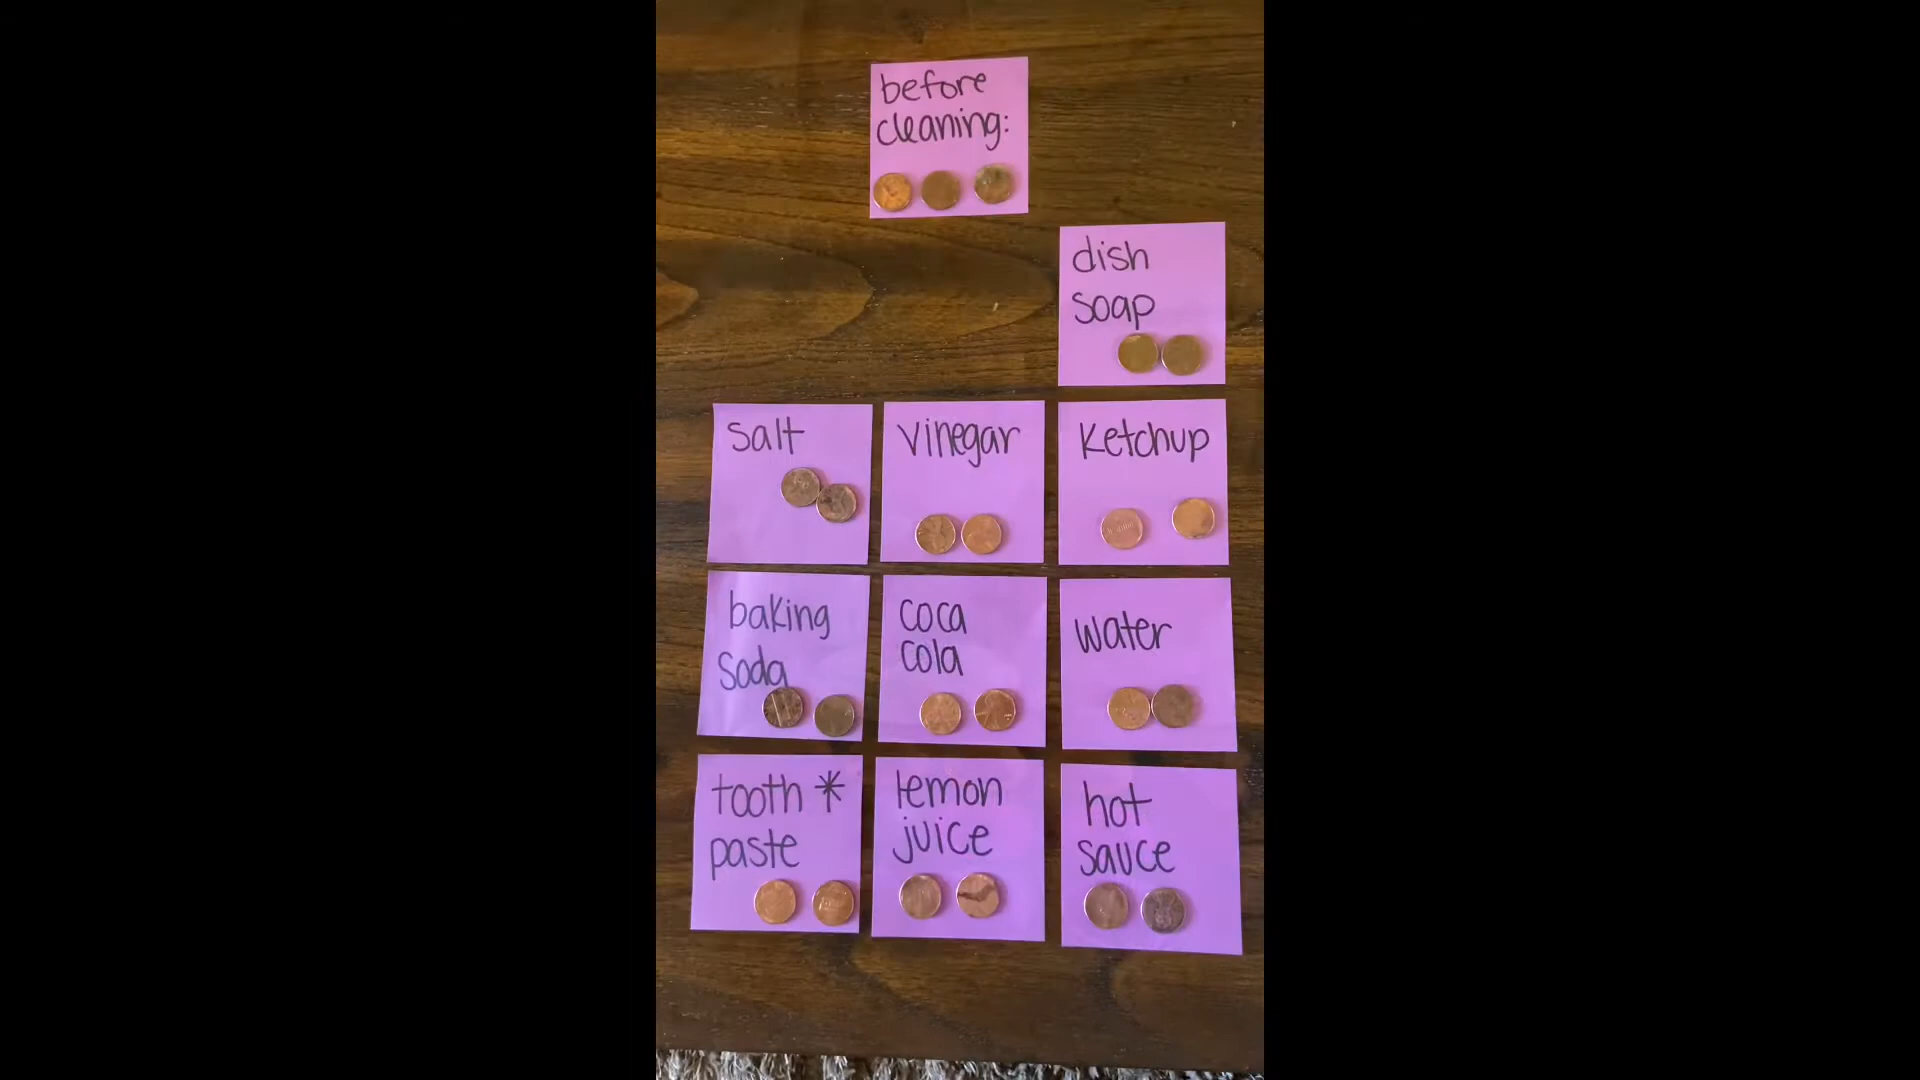 before
cleaning:
dish
soap
salt
vinegar
Ketchup
baking
soda
coca
cola
water
tooth *
paste
lemon
juice
hot
sauce